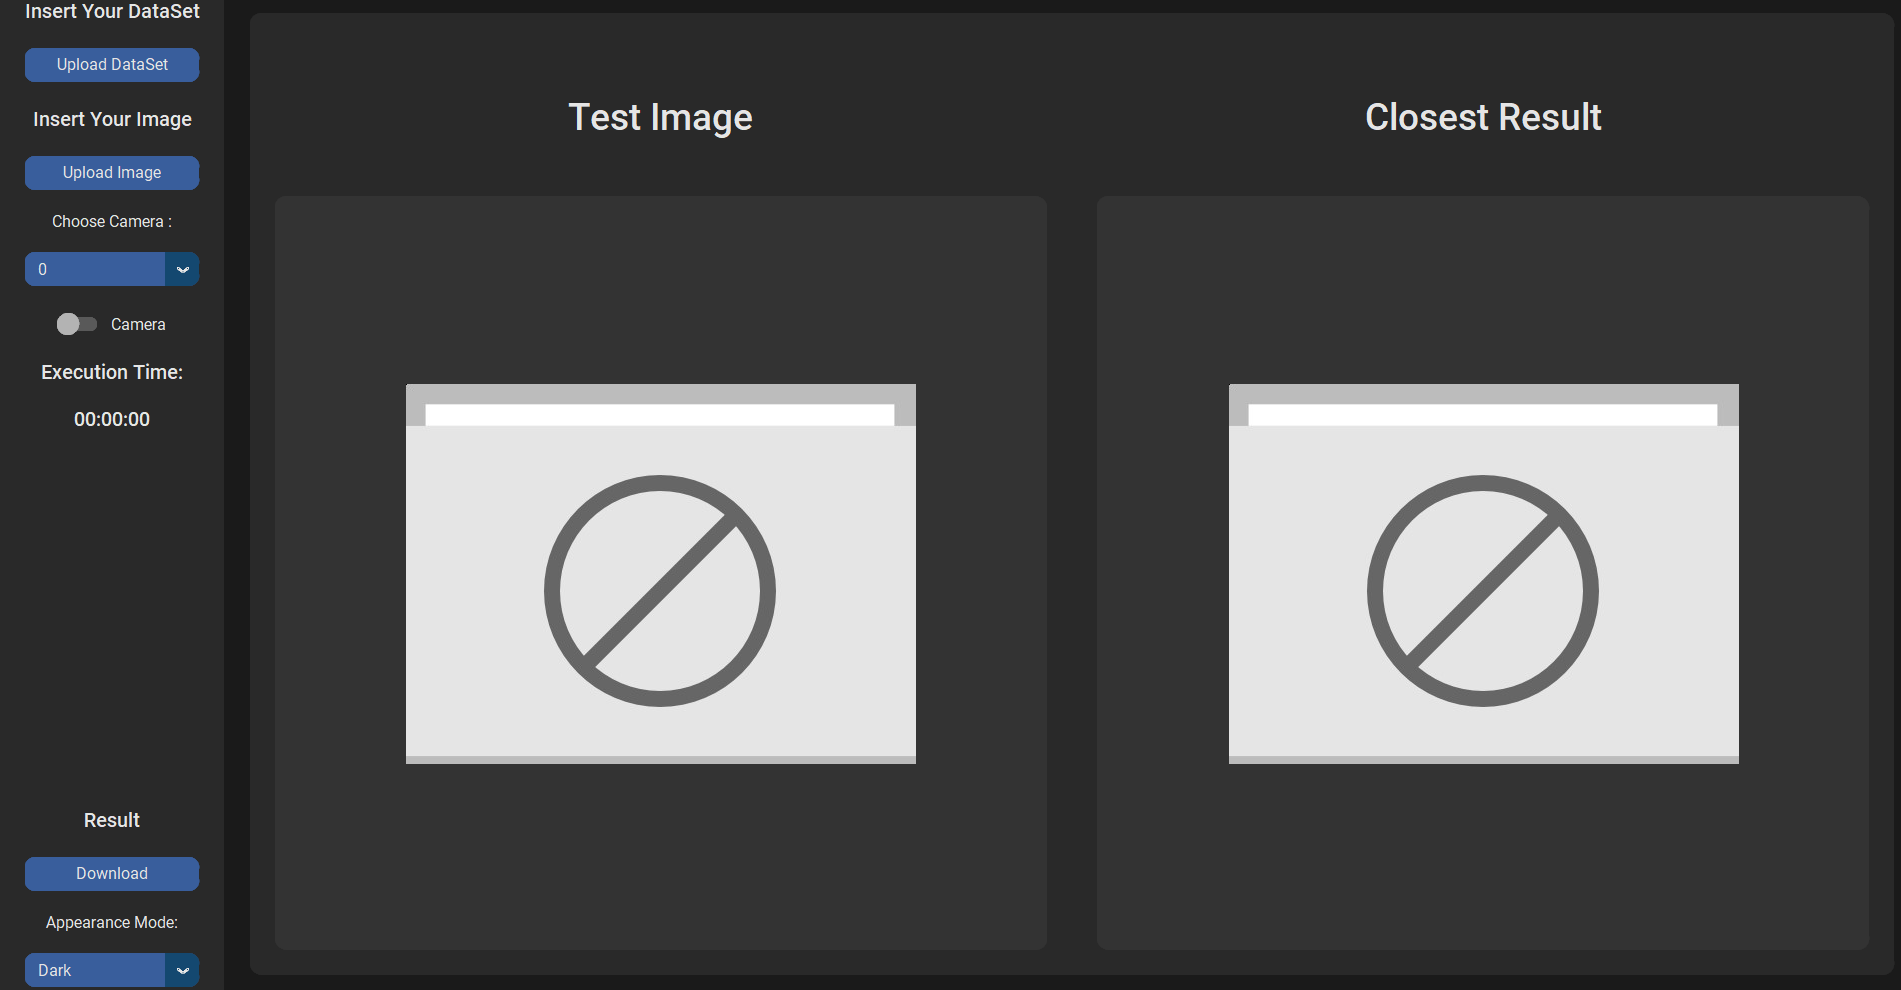 Insert Your DataSet
Upload DataSet
Insert Your Image
Upload Image
Choose Camera :
0
Camera
Execution Time:
00:00:00
Result
Download
Appearance Mode:
Dark
Test Image
Closest Result